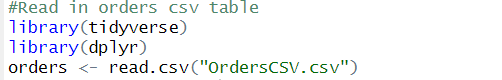 #Read in orders csv table
library(tidyverse)
library(dplyr)
orders <- read.csv("OrdersCSV.csv")